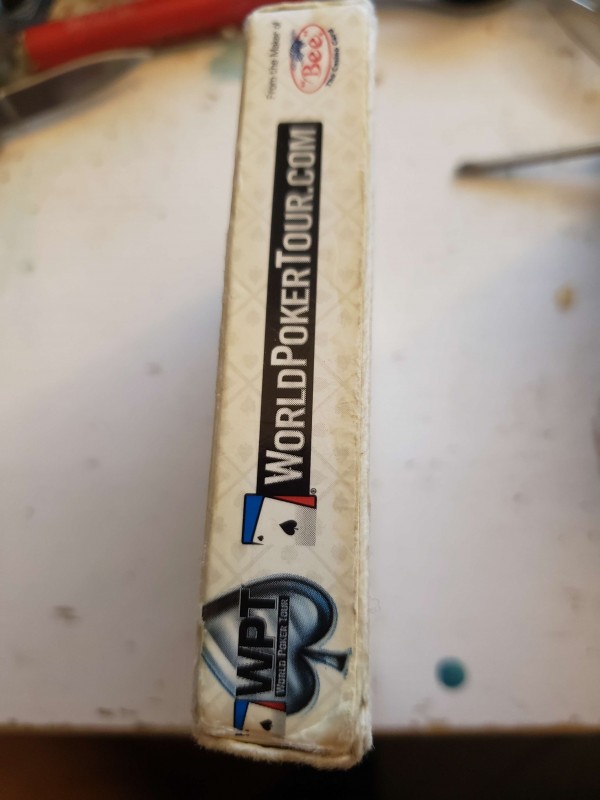 From the Maker of
Bee
WORLDPOKERTOUR.COM
®
WPT
WORLD POKER TOUR